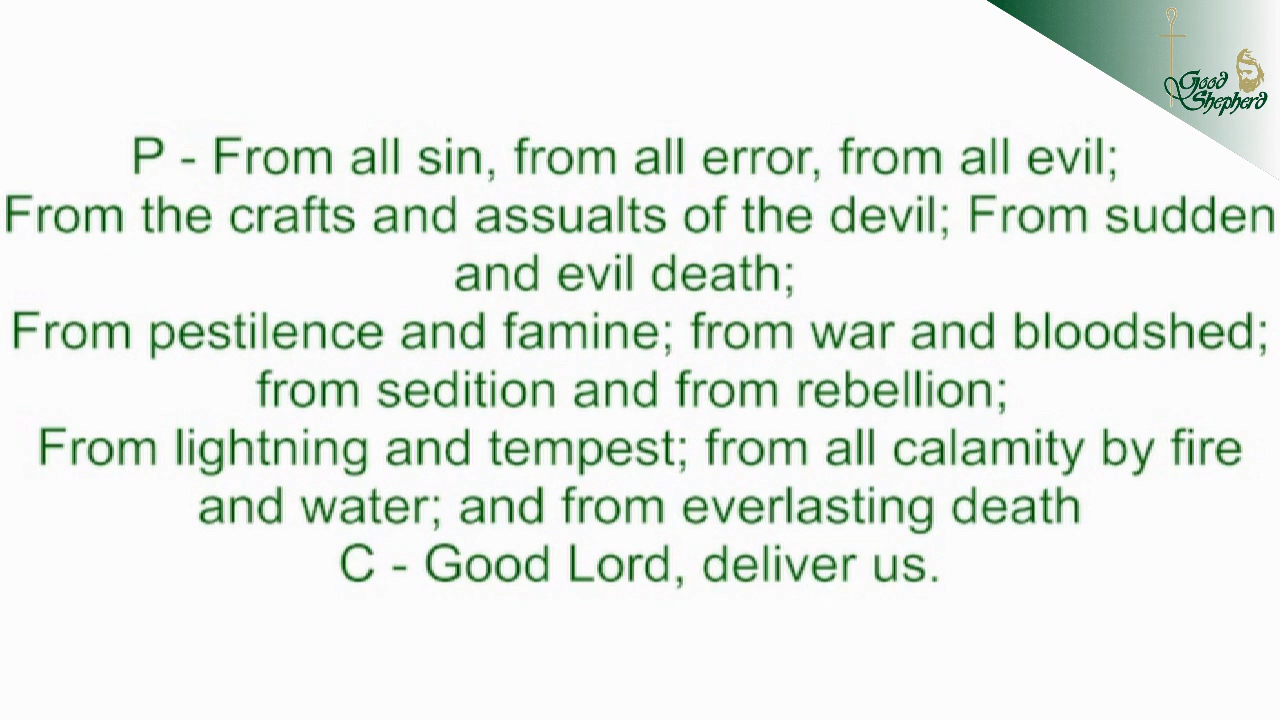 Good
Shepherd
P - From all sin, from all error, from all evil;
From the crafts and assualts of the devil; From sudden
and evil death;
From pestilence and famine; from war and bloodshed;
from sedition and from rebellion;
From lightning and tempest; from all calamity by fire
and water; and from everlasting death
C - Good Lord, deliver us.